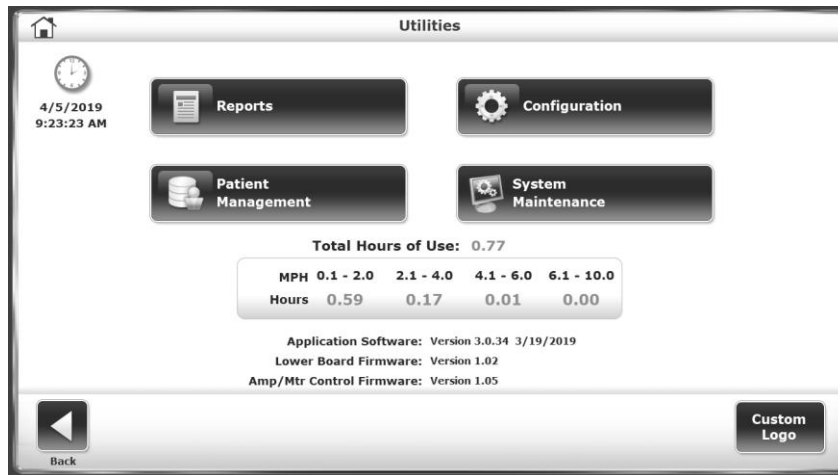 Utilities
4/5/2019
9:23:23 AM
Reports
Configuration
Patient
Management
System
Maintenance
Total Hours of Use: 0.77
MPH 0.1 - 2.0 2.1 - 4.0 4.1 - 6.0 6.1 - 10.0
Hours 0.59 0.17 0.01 0.00
Application Software: Version 3.0.34 3/19/2019
Lower Board Firmware: Version 1.02
Amp/Mtr Control Firmware: Version 1.05
Back
Custom
Logo